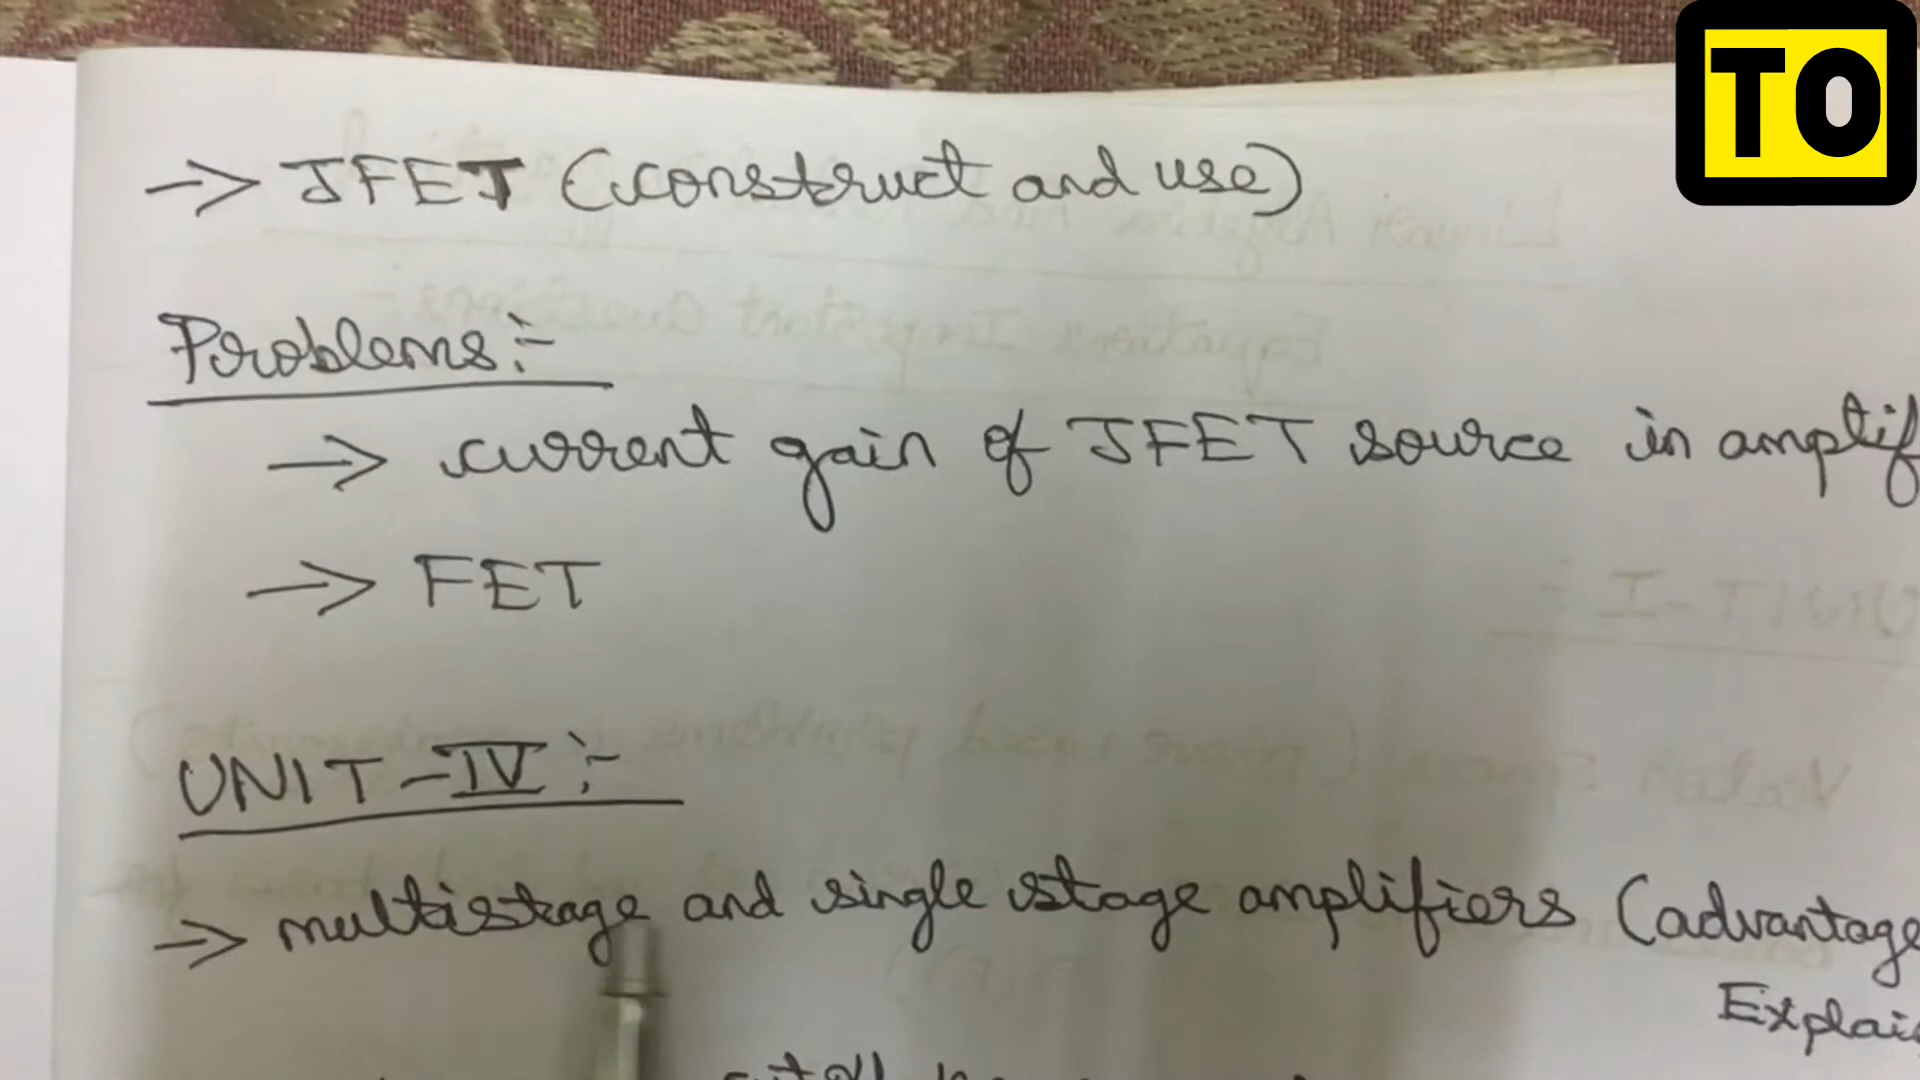 TO
-> JFET (construct and use)
Problems :-
-> current gain of JFET source in amplif
-> FET
UNIT-IV :-
-> multistage and single stage amplifiers (advantage
Explai